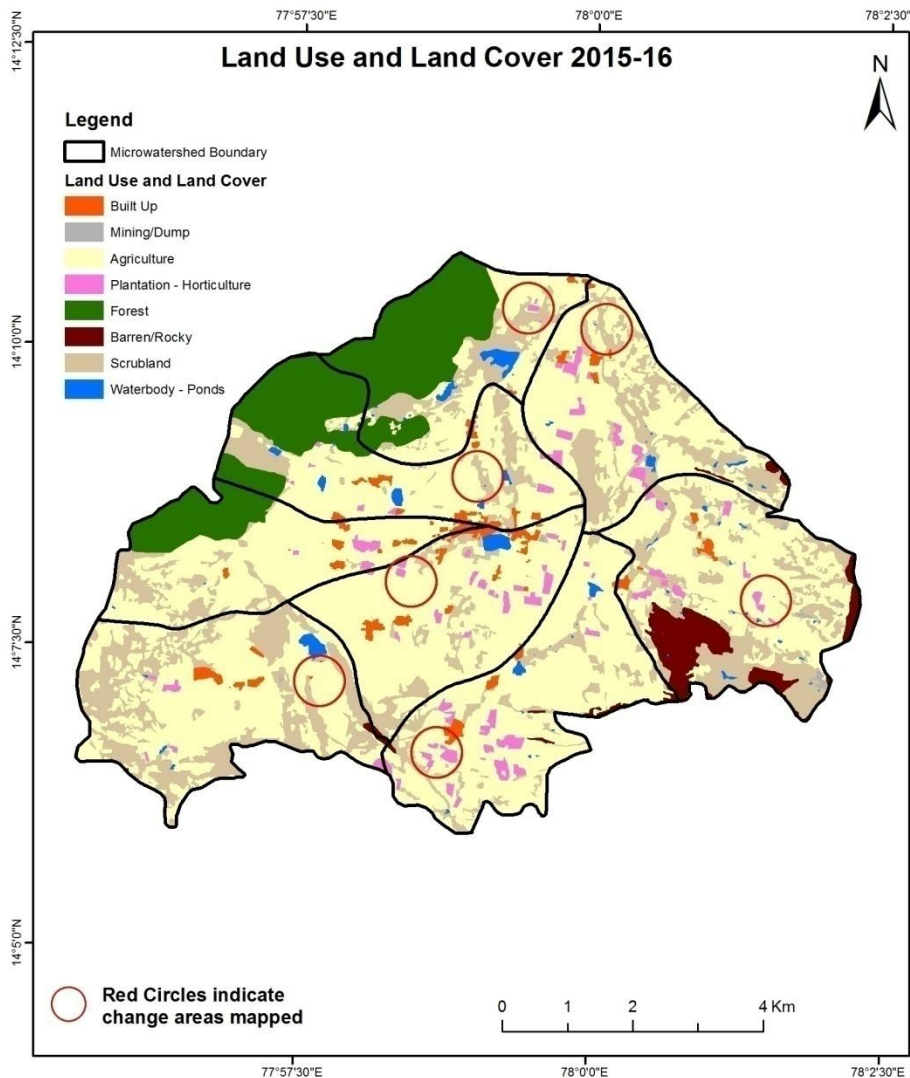 77°57'30"E
78°0'0"E
78°2'30"E
14°12'30"N
Land Use and Land Cover 2015-16
N
Legend
Microwatershed Boundary
Land Use and Land Cover
Built Up
Mining/Dump
Agriculture
Plantation - Horticulture
Forest
Barren/Rocky
Scrubland
Waterbody - Ponds
14°10'0"N
14°7'30"N
14°5'0"N
Red Circles indicate
change areas mapped
0 1 2 4 Km
77°57'30"E
78°0'0"E
78°2'30"E